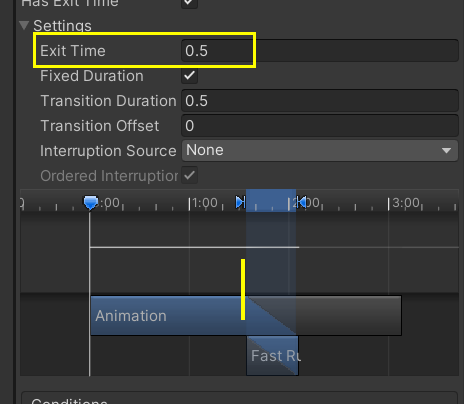 Has Exit Time
Settings
Exit Time 0.5
Fixed Duration
Transition Duration 0.5
Transition Offset 0
Interruption Source None
Ordered Interruption
0 0:00 1:00 2:00 3:00
Animation
Fast Ru
Conditions